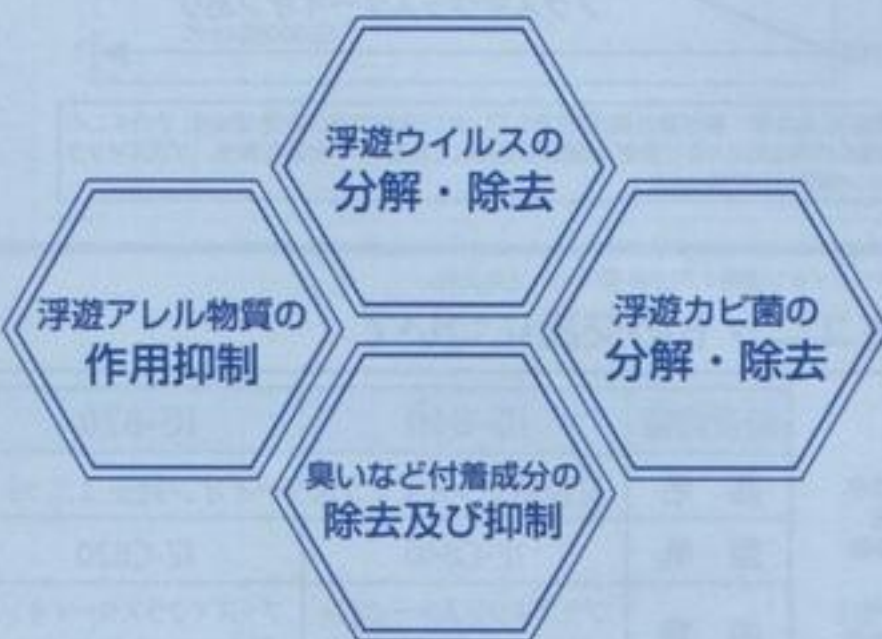 浮遊ウイルスの
分解・除去
浮遊アレル物質の
作用抑制
浮遊カビ菌の
分解・除去
臭いなど付着成分の
除去及び抑制